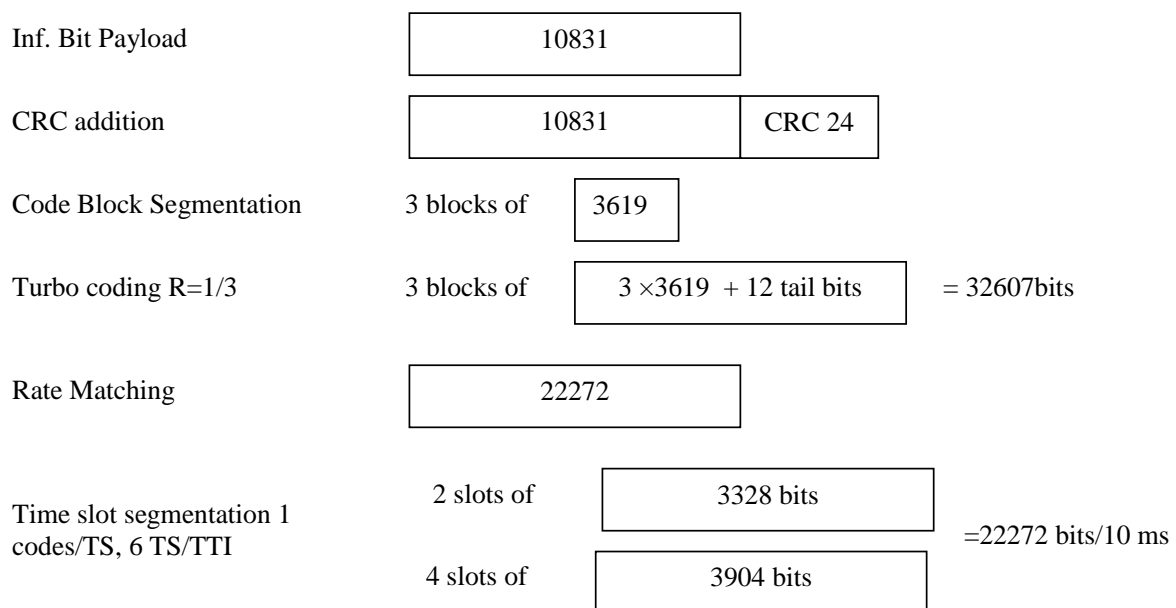 Inf. Bit Payload 10831
CRC addition 10831 CRC 24
Code Block Segmentation 3 blocks of 3619
Turbo coding R=1/3 3 blocks of 3 ×3619 + 12 tail bits = 32607bits
Rate Matching 22272
2 slots of 3328 bits
Time slot segmentation 1
codes/TS, 6 TS/TTI
=22272 bits/10 ms
4 slots of 3904 bits